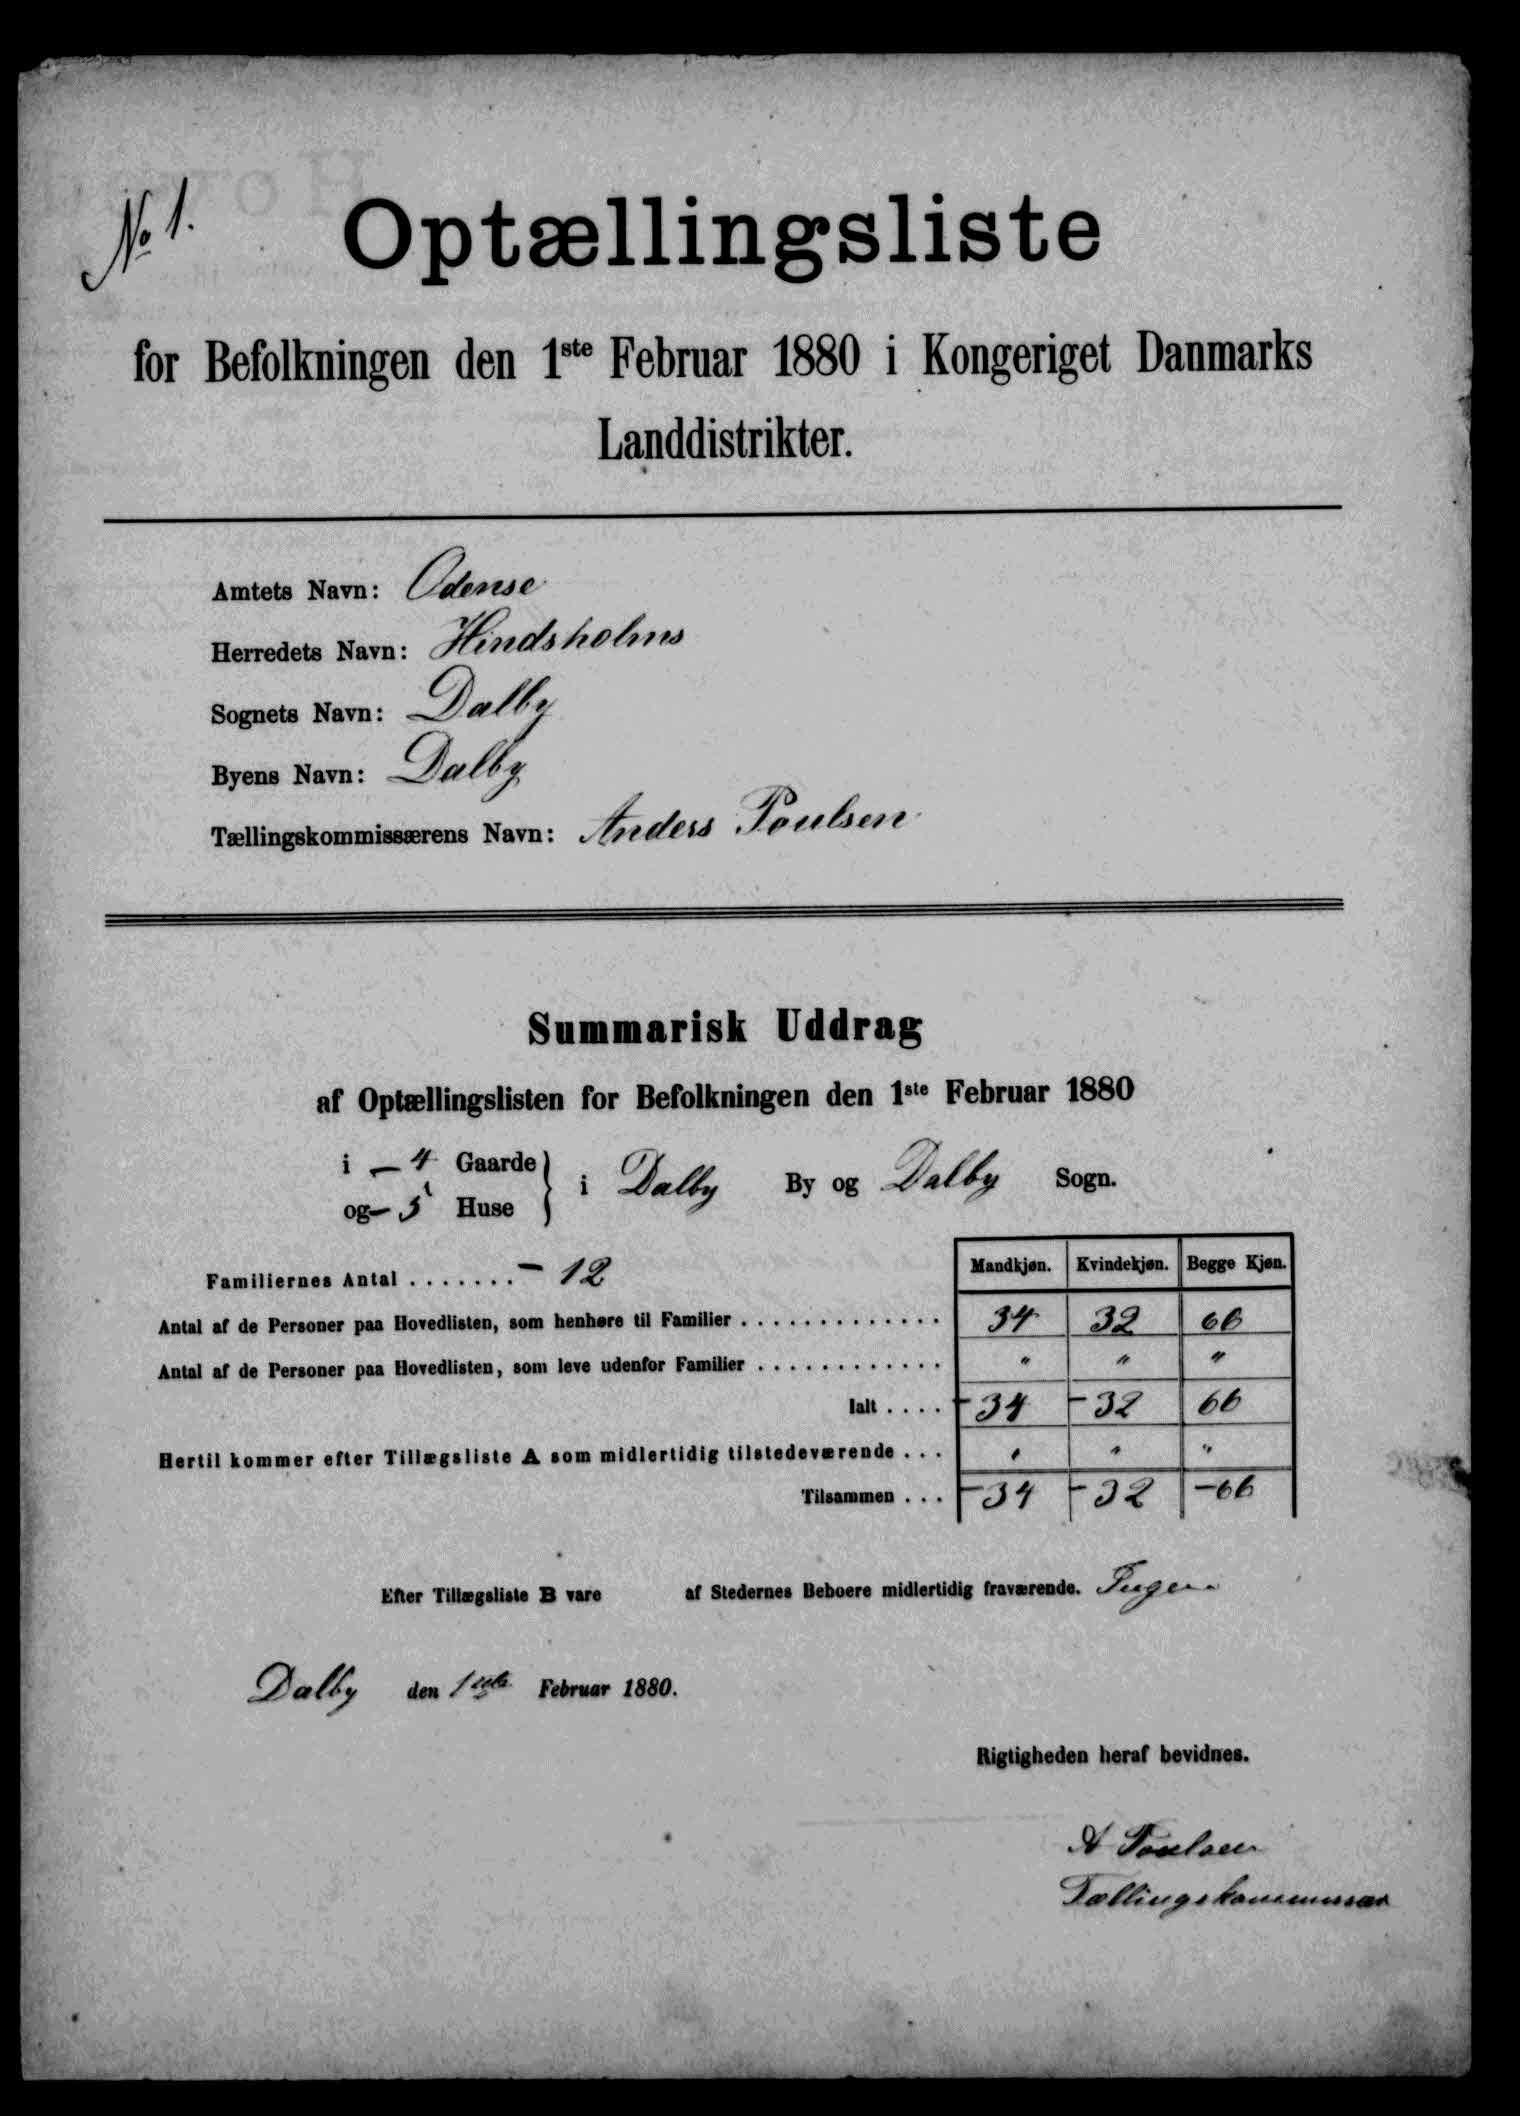 No 1.
Optællingsliste
for Befolkningen den 1ste Februar 1880 i Kongeriget Danmarks
Landdistrikter.
Amtets Navn: Odense
Herredets Navn: Hindsholms
Sognets Navn: Dalby
Byens Navn: Dalby
Tællingskommissærens Navn: Anders Poulsen
Summarisk Uddrag
af Optællingslisten for Befolkningen den 1ste Februar 1880
i - 4 Gaarde
og - 5 Huse } i Dalby By og Dalby Sogn.
Mandkjøn. Kvindekjøn. Begge Kjøn.
Familiernes Antal ....... - 12
Antal af de Personer paa Hovedlisten, som henhøre til Familier ............. 34 32 66
Antal af de Personer paa Hovedlisten, som leve udenfor Familier ............ " " "
Ialt .... - 34 - 32 66
Hertil kommer efter Tillægsliste A som midlertidig tilstedeværende ... " " "
Tilsammen ... - 34 - 32 - 66
Efter Tillægsliste B vare af Stedernes Beboere midlertidig fraværende. Ingen
Dalby den 1ste Februar 1880.
Rigtigheden heraf bevidnes.
A Poulsen
Tællingskommissær